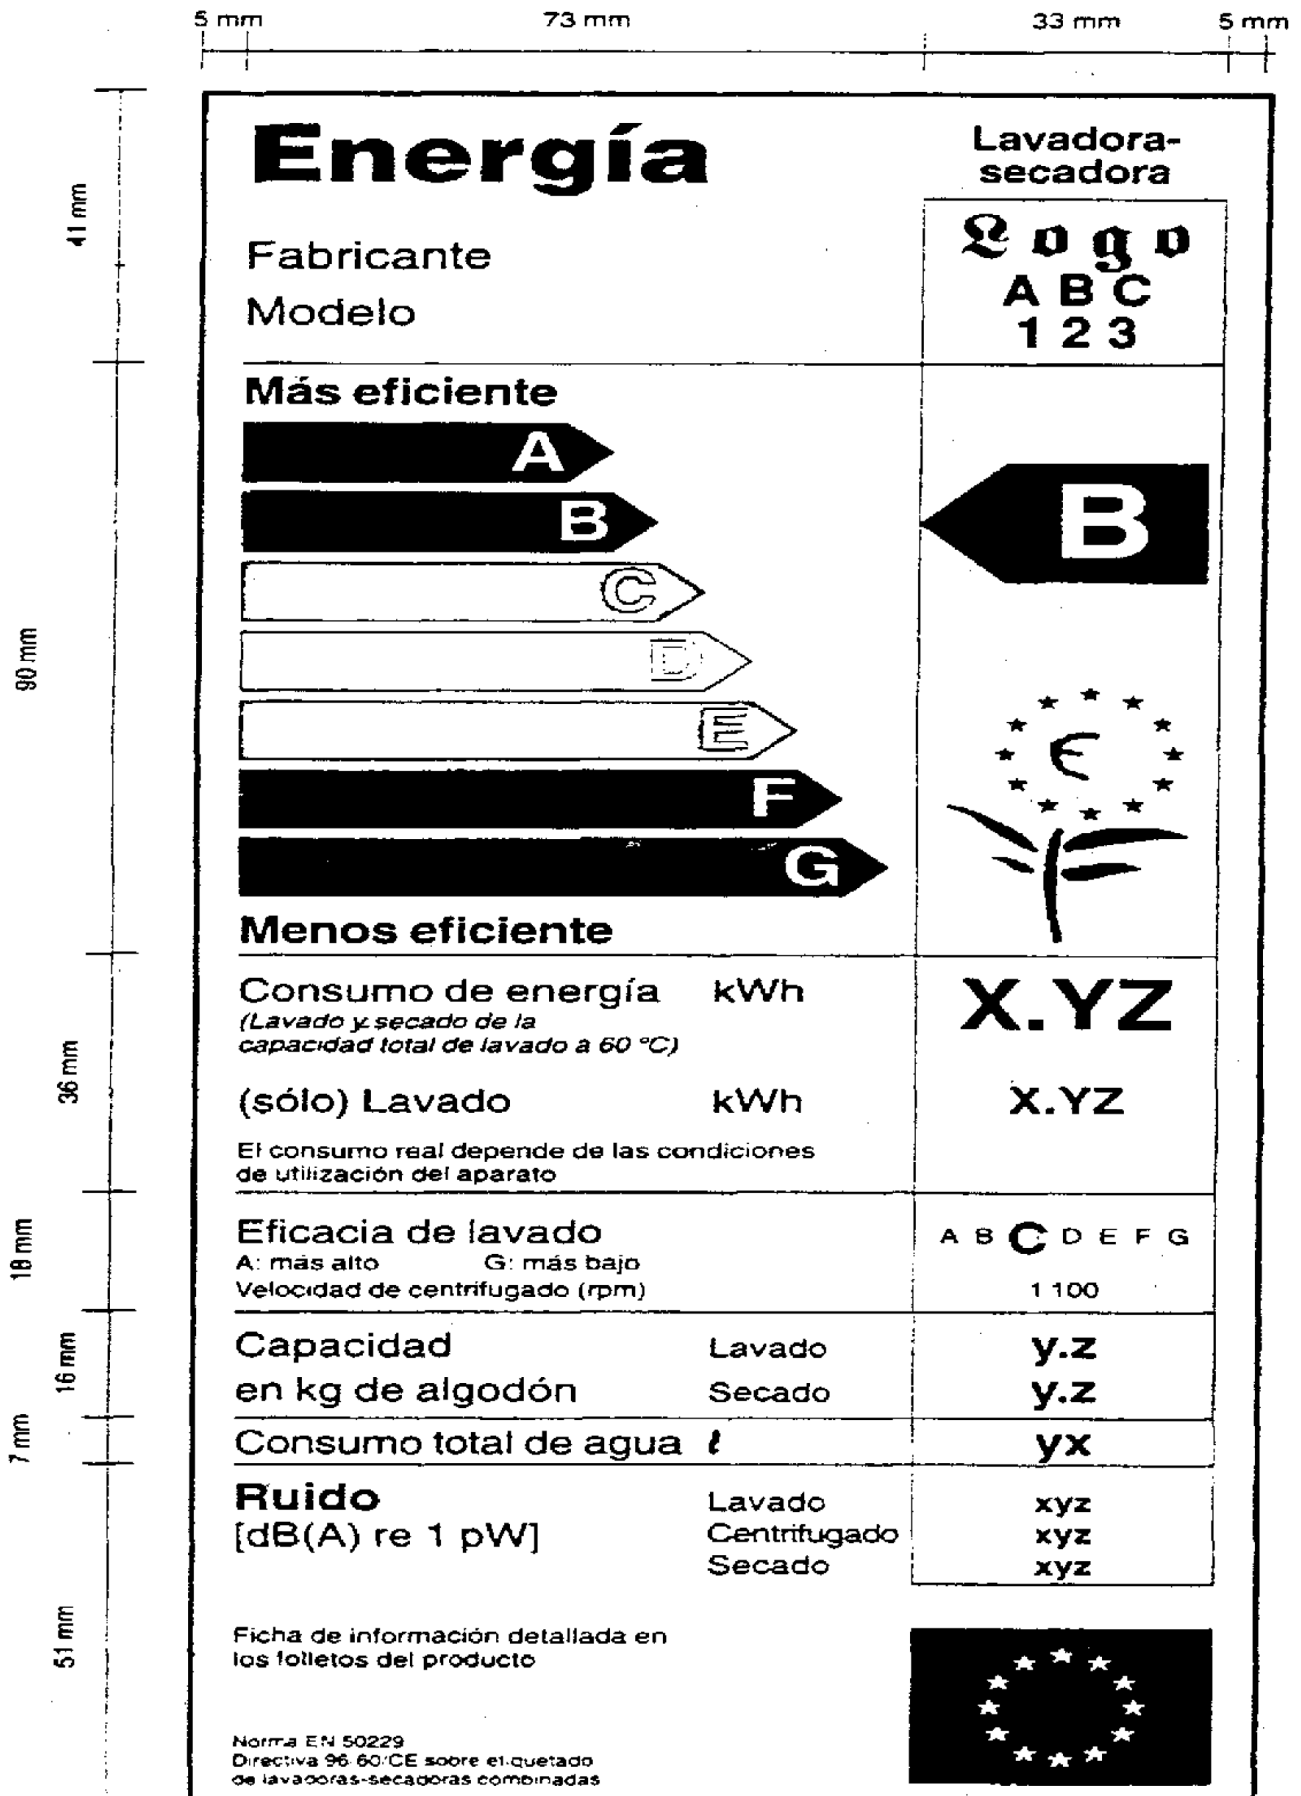 5 mm 73 mm 33 mm 5 mm
Energía
Lavadora-
secadora
41 mm
Fabricante
Modelo
Logo
A B C
1 2 3
Más eficiente
A
B
C
D
E
F
G
B
90 mm
Menos eficiente
Consumo de energía kWh X.YZ
(Lavado y secado de la
capacidad total de lavado a 60 °C)
36 mm
(sólo) Lavado kWh X.YZ
El consumo real depende de las condiciones
de utilización del aparato
18 mm
Eficacia de lavado A B C D E F G
A: más alto G: más bajo
Velocidad de centrifugado (rpm) 1 100
16 mm
Capacidad Lavado y.z
en kg de algodón Secado y.z
7 mm
Consumo total de agua ℓ yx
Ruido Lavado xyz
[dB(A) re 1 pW] Centrifugado xyz
Secado xyz
51 mm
Ficha de información detallada en
los folletos del producto
Norma EN 50229
Directiva 96/60/CE sobre etiquetado
de lavadoras-secadoras combinadas